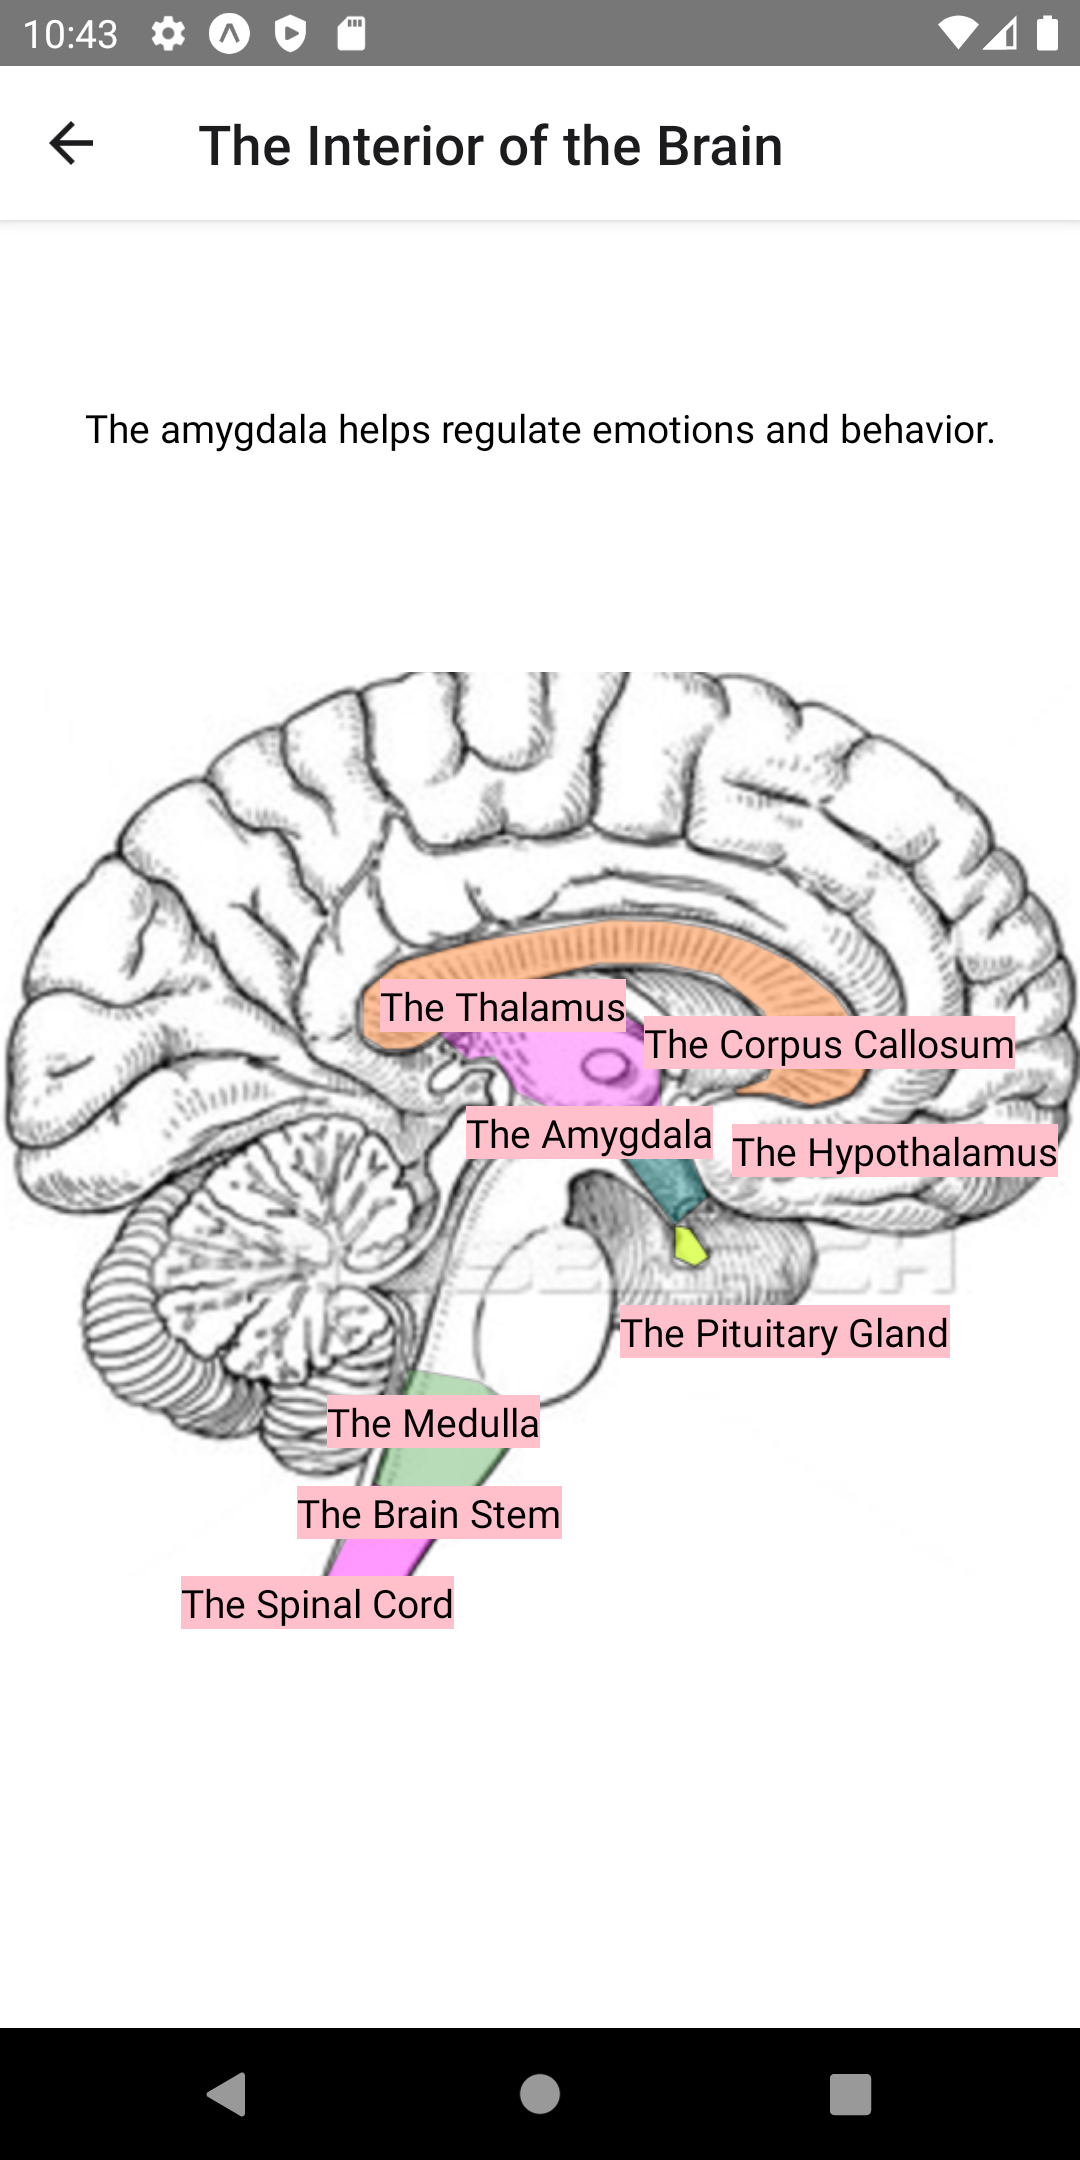 10:43
The Interior of the Brain
The amygdala helps regulate emotions and behavior.
The Thalamus
The Corpus Callosum
The Amygdala
The Hypothalamus
The Pituitary Gland
The Medulla
The Brain Stem
The Spinal Cord